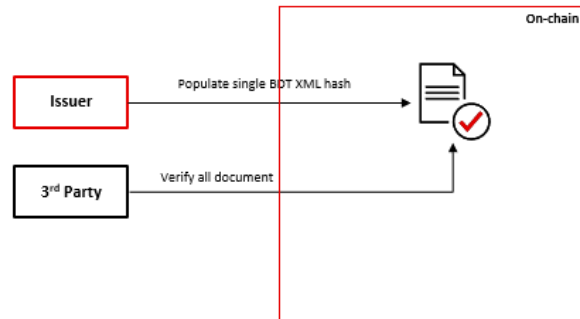 On-chain
Populate single BDT XML hash
Issuer
Verify all document
3rd Party